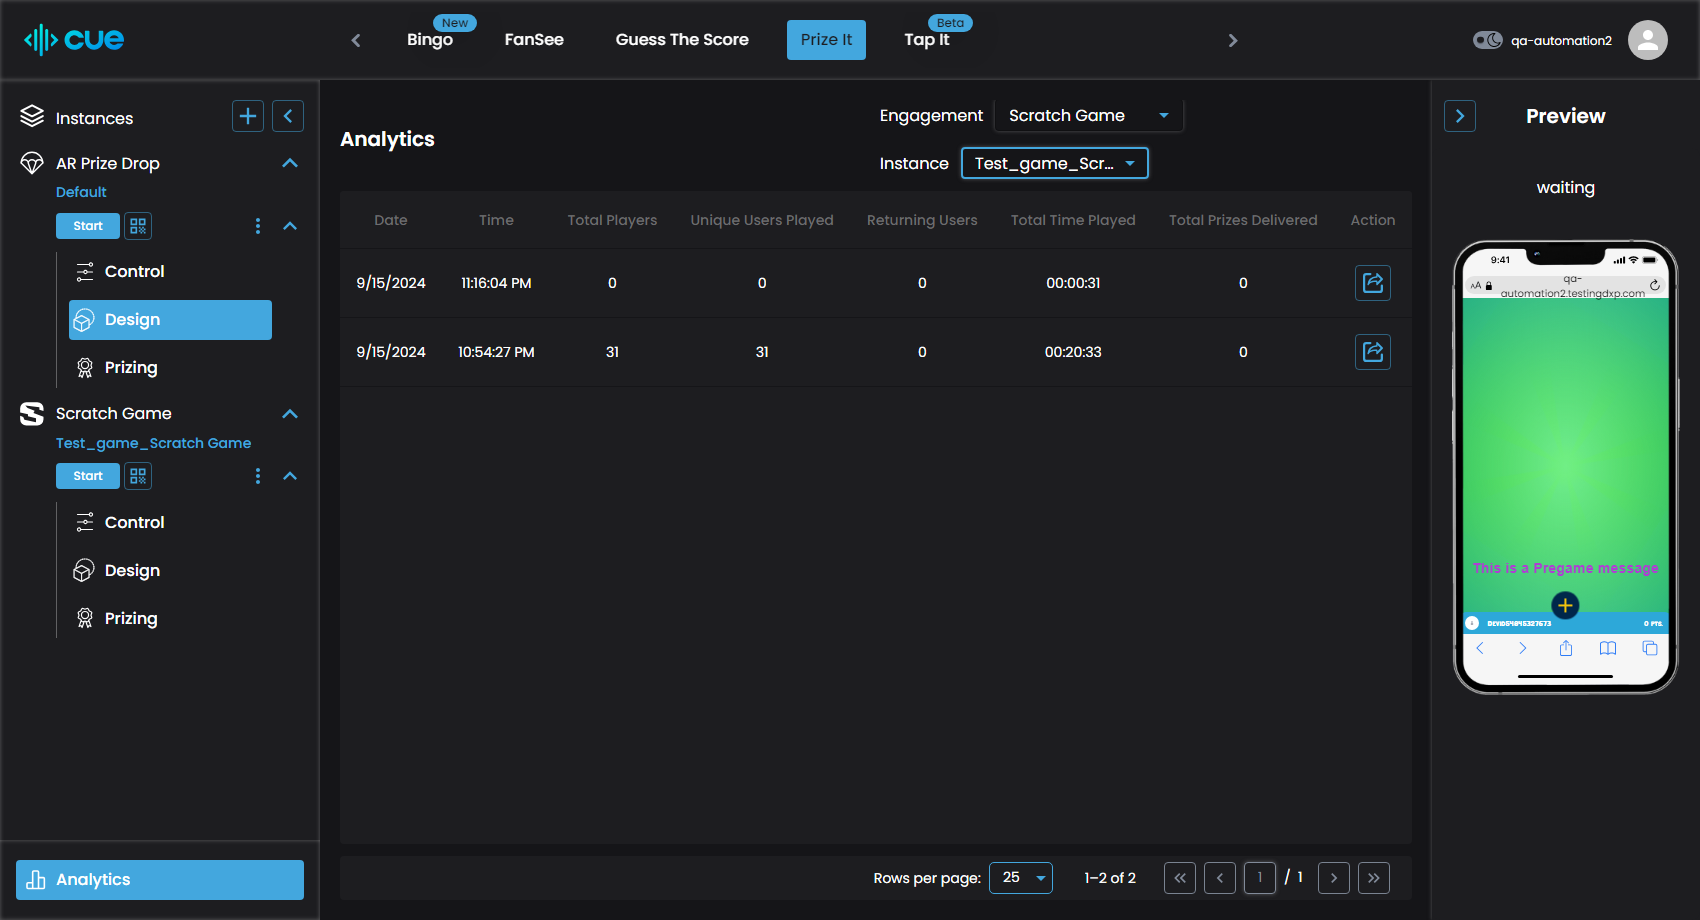 cue
New
Bingo
FanSee
Guess The Score
Prize It
Beta
Tap It
qa-automation2
Instances
AR Prize Drop
Default
Start
Control
Design
Prizing
Scratch Game
Test_game_Scratch Game
Start
Control
Design
Prizing
Analytics
Analytics
Engagement Scratch Game
Instance Test_game_Scr...
Date Time Total Players Unique Users Played Returning Users Total Time Played Total Prizes Delivered Action
9/15/2024 11:16:04 PM 0 0 0 00:00:31 0
9/15/2024 10:54:27 PM 31 31 0 00:20:33 0
Rows per page: 25 1–2 of 2 1 / 1
Preview
waiting
9:41
AA
qa-
automation2.testingdxp.com
This is a Pregame message
0 PTS.